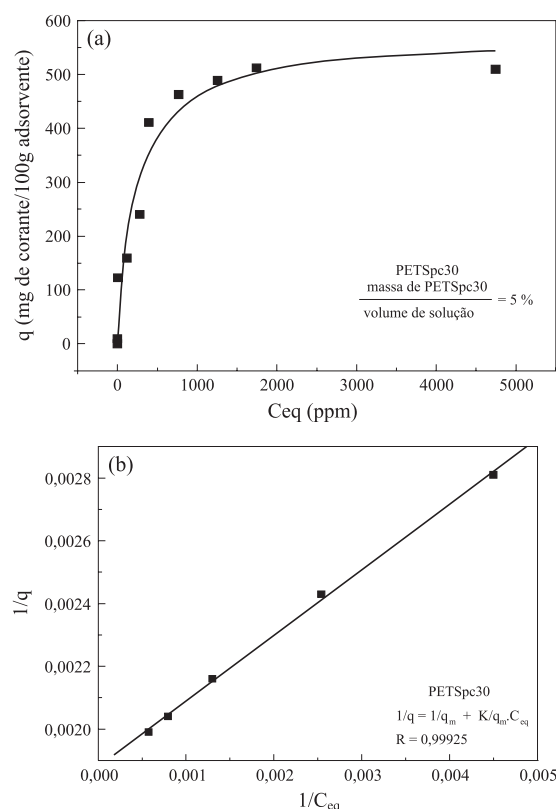 (a)
600
500
400
300
200
100
0
q (mg de corante/100g adsorvente)
PETSpc30
massa de PETSpc30
= 5 %
volume de solução
0 1000 2000 3000 4000 5000
Ceq (ppm)
(b)
0,0028
0,0026
0,0024
0,0022
0,0020
1/q
PETSpc30
1/q = 1/qm + K/qm.Ceq
R = 0,99925
0,000 0,001 0,002 0,003 0,004 0,005
1/Ceq